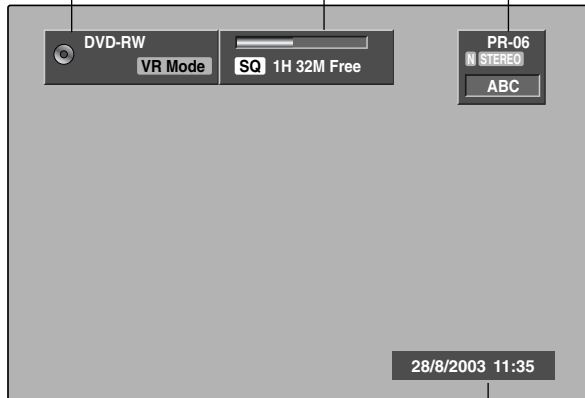 DVD-RW
VR Mode
SQ 1H 32M Free
PR-06
N STEREO
ABC
28/8/2003 11:35